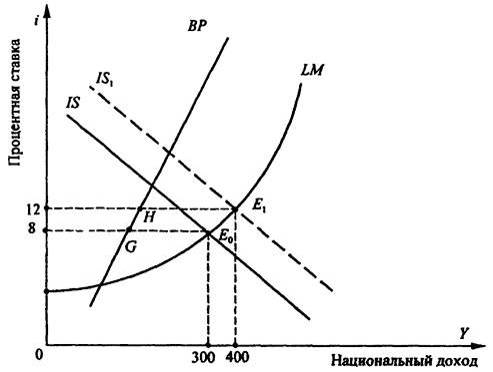 i
BP
LM
IS₁
IS
Процентная ставка
12
H
E₁
8
G
E₀
0
300 400
Y
Национальный доход